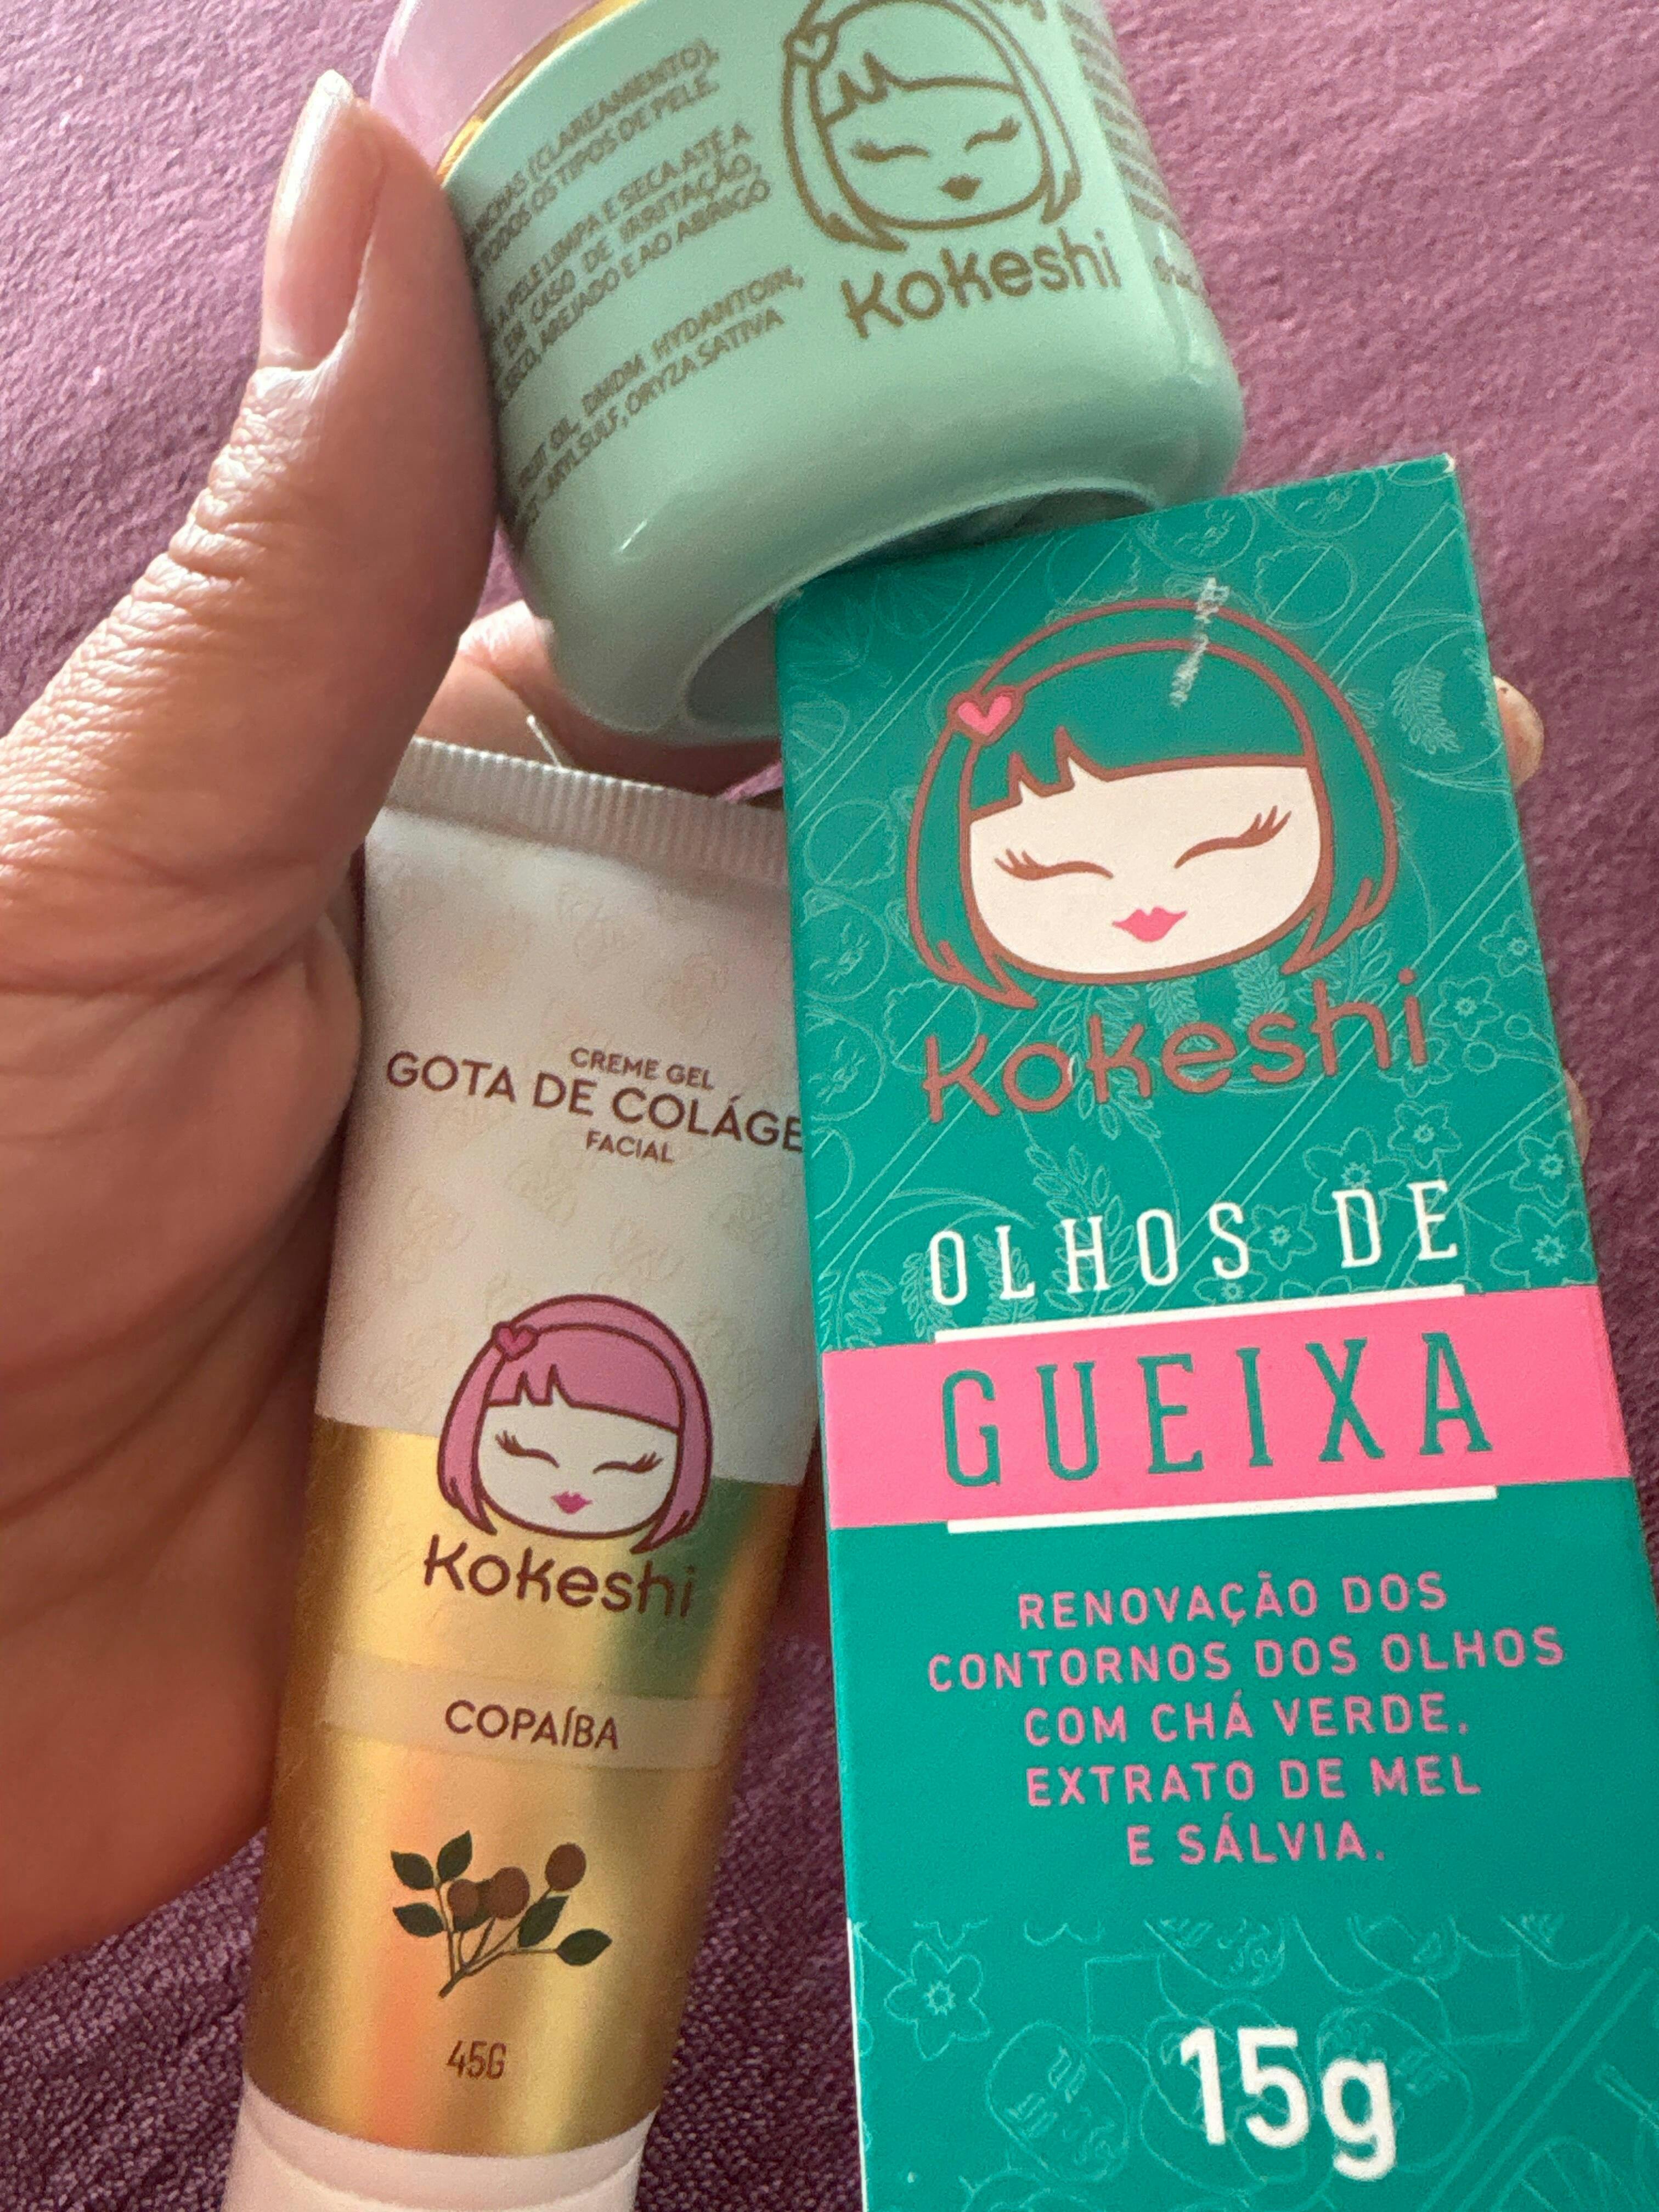 (CLAREAMENTO).
TODOS OS TIPOS DE PELE.
PELE LIMPA E SECA ATÉ A
EM CASO DE IRRITAÇÃO,
SECO, AREJADO E AO ABRIGO
OIL, DMDM HYDANTOIN,
SULF, ORYZA SATIVA
Kokeshi
CREME GEL
GOTA DE COLÁGE
FACIAL
Kokeshi
COPAÍBA
45G
Kokeshi
OLHOS DE
GUEIXA
RENOVAÇÃO DOS
CONTORNOS DOS OLHOS
COM CHÁ VERDE,
EXTRATO DE MEL
E SÁLVIA.
15g